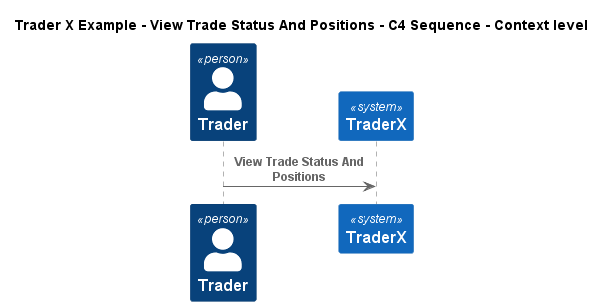 Trader X Example - View Trade Status And Positions - C4 Sequence - Context level
«person»
Trader
«system»
TraderX
View Trade Status And
Positions
«person»
Trader
«system»
TraderX